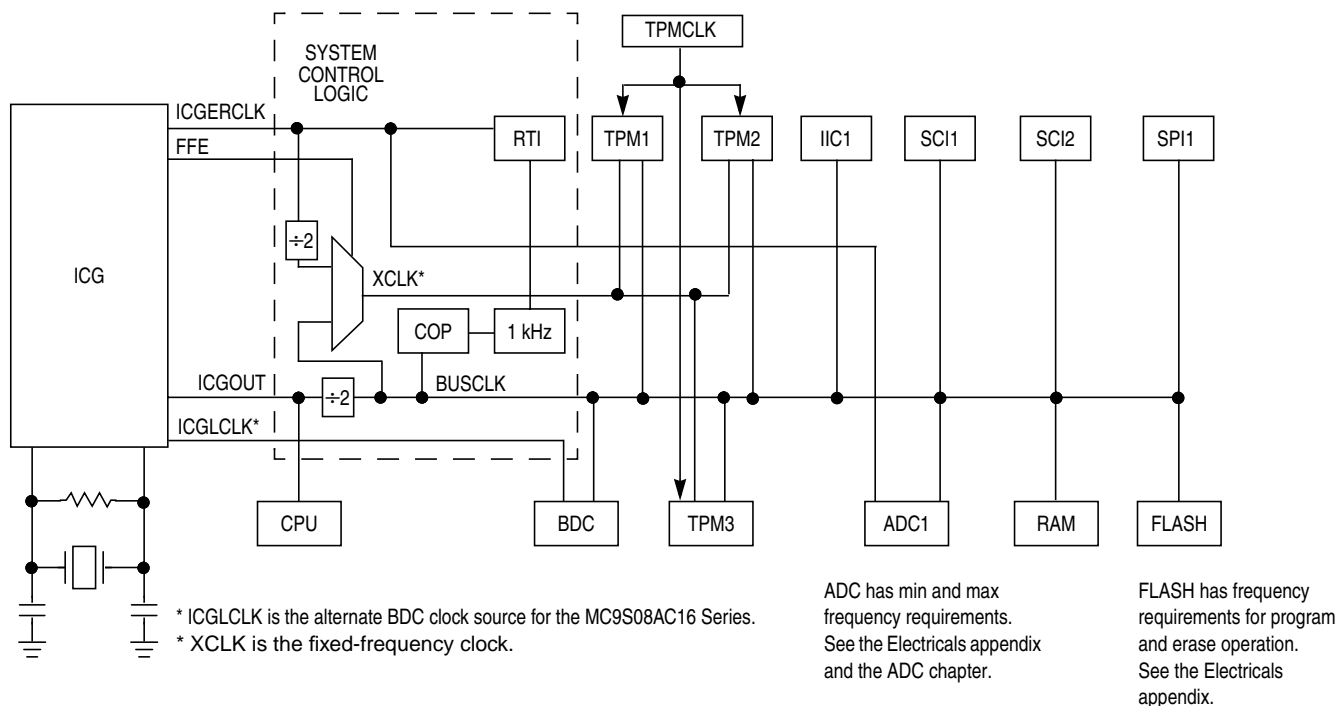 TPMCLK
SYSTEM
CONTROL
LOGIC
ICGERCLK
FFE
RTI
TPM1
TPM2
IIC1
SCI1
SCI2
SPI1
÷2
ICG
XCLK*
COP
1 kHz
ICGOUT
÷2
BUSCLK
ICGLCLK*
CPU
BDC
TPM3
ADC1
RAM
FLASH
* ICGLCLK is the alternate BDC clock source for the MC9S08AC16 Series.
* XCLK is the fixed-frequency clock.
ADC has min and max
frequency requirements.
See the Electricals appendix
and the ADC chapter.
FLASH has frequency
requirements for program
and erase operation.
See the Electricals
appendix.